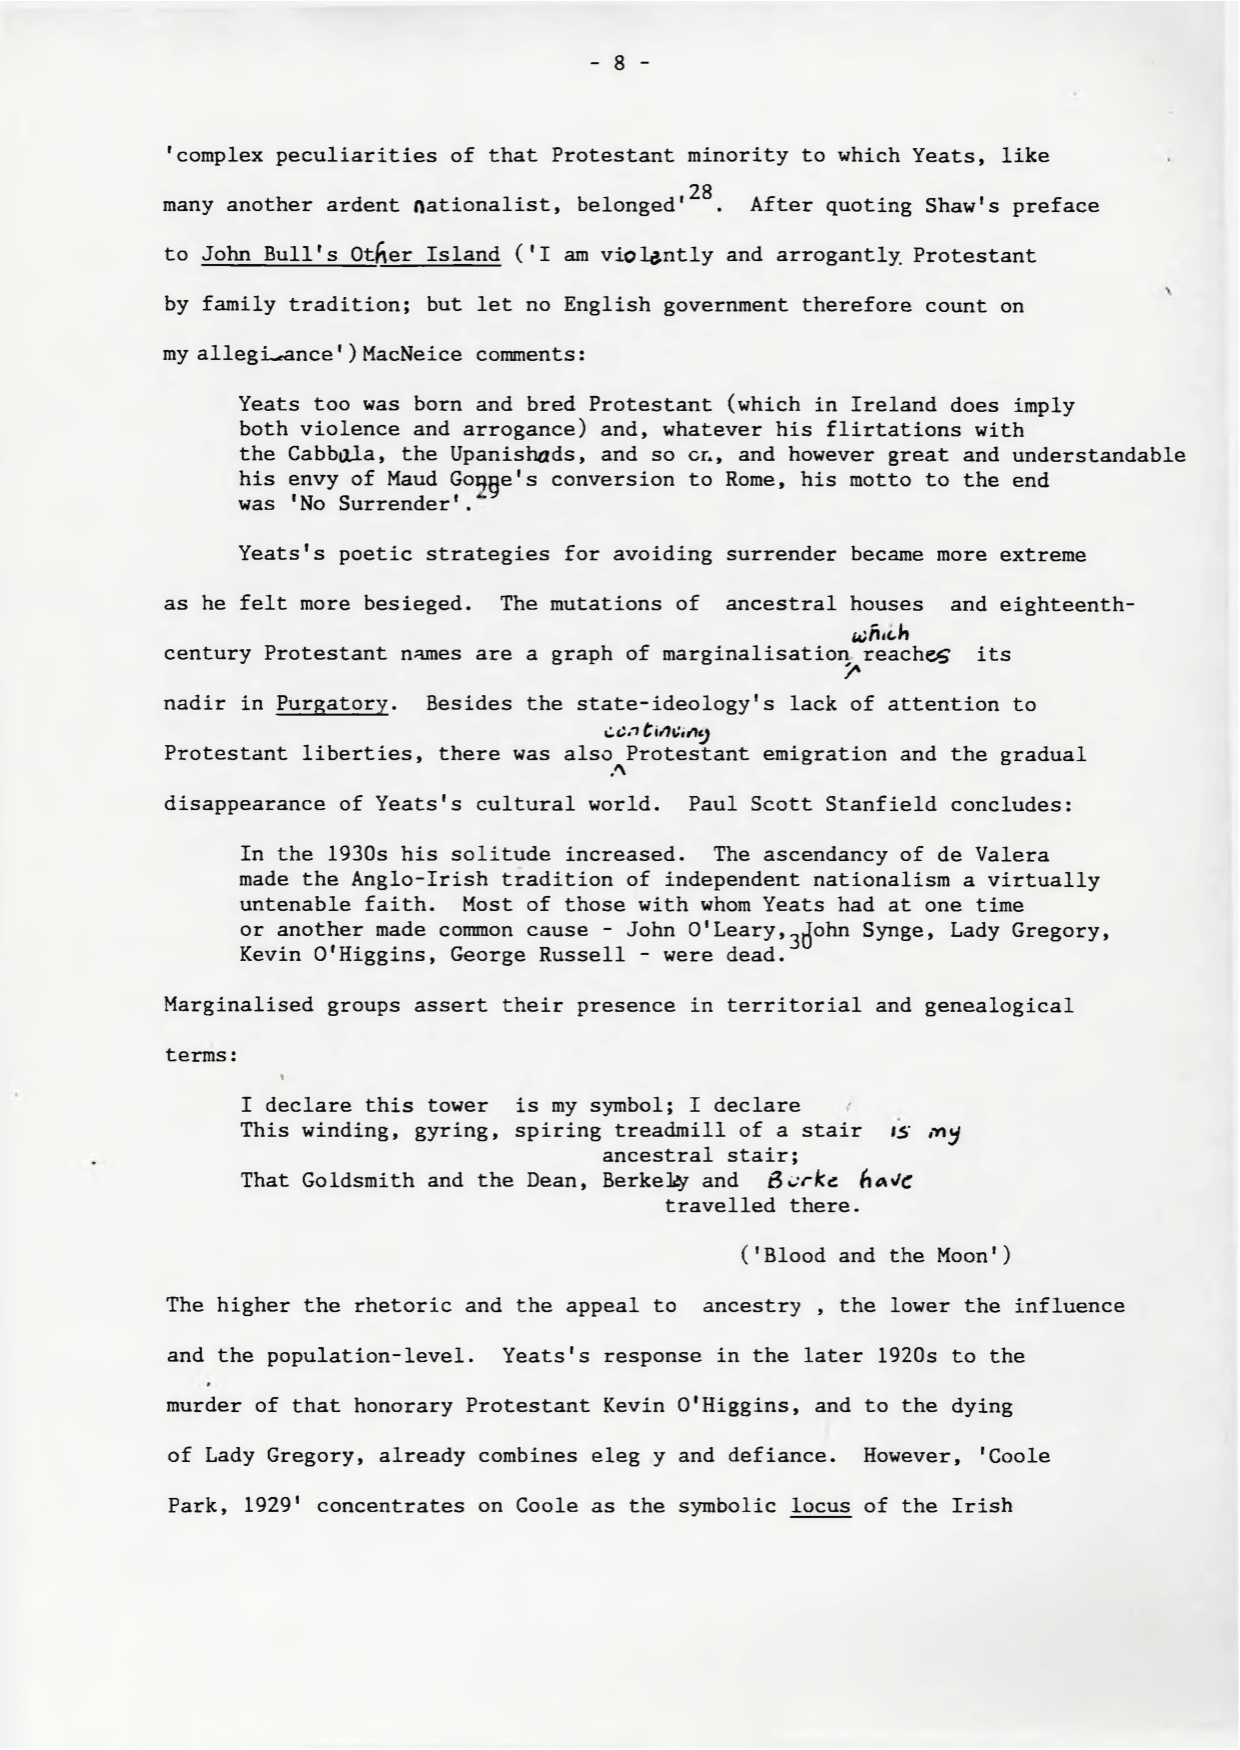 - 8 -
'complex peculiarities of that Protestant minority to which Yeats, like
many another ardent nationalist, belonged'28. After quoting Shaw's preface
to John Bull's Other Island ('I am violently and arrogantly Protestant
by family tradition; but let no English government therefore count on
my allegiance') MacNeice comments:
Yeats too was born and bred Protestant (which in Ireland does imply
both violence and arrogance) and, whatever his flirtations with
the Cabbala, the Upanishads, and so on, and however great and understandable
his envy of Maud Gonne's conversion to Rome, his motto to the end
was 'No Surrender'.29
Yeats's poetic strategies for avoiding surrender became more extreme
as he felt more besieged. The mutations of ancestral houses and eighteenth-
which
century Protestant names are a graph of marginalisation reaches its
nadir in Purgatory. Besides the state-ideology's lack of attention to
continuing
Protestant liberties, there was also Protestant emigration and the gradual
disappearance of Yeats's cultural world. Paul Scott Stanfield concludes:
In the 1930s his solitude increased. The ascendancy of de Valera
made the Anglo-Irish tradition of independent nationalism a virtually
untenable faith. Most of those with whom Yeats had at one time
or another made common cause - John O'Leary, John Synge, Lady Gregory,
Kevin O'Higgins, George Russell - were dead.30
Marginalised groups assert their presence in territorial and genealogical
terms:
I declare this tower is my symbol; I declare
This winding, gyring, spiring treadmill of a stair is my
ancestral stair;
That Goldsmith and the Dean, Berkeley and Burke have
travelled there.
('Blood and the Moon')
The higher the rhetoric and the appeal to ancestry , the lower the influence
and the population-level. Yeats's response in the later 1920s to the
murder of that honorary Protestant Kevin O'Higgins, and to the dying
of Lady Gregory, already combines eleg y and defiance. However, 'Coole
Park, 1929' concentrates on Coole as the symbolic locus of the Irish